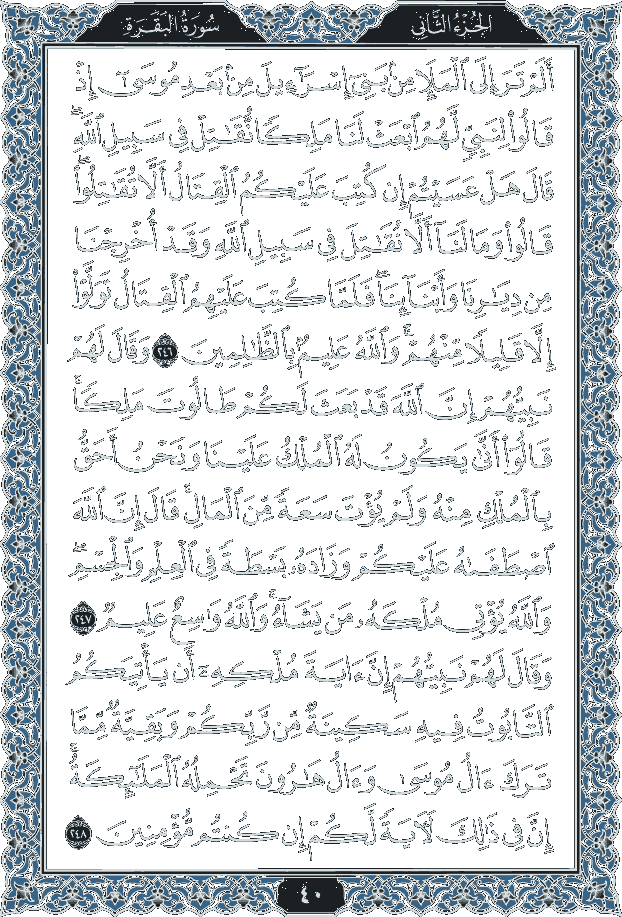 الجزء الثاني
سورة البقرة
أَلَمْ تَرَ إِلَى ٱلْمَلَإِ مِنۢ بَنِىٓ إِسْرَٰٓءِيلَ مِنۢ بَعْدِ مُوسَىٰٓ إِذْ
قَالُوا۟ لِنَبِىٍّ لَّهُمُ ٱبْعَثْ لَنَا مَلِكًا نُّقَٰتِلْ فِى سَبِيلِ ٱللَّهِ ۖ
قَالَ هَلْ عَسَيْتُمْ إِن كُتِبَ عَلَيْكُمُ ٱلْقِتَالُ أَلَّا تُقَٰتِلُوا۟ ۖ
قَالُوا۟ وَمَا لَنَآ أَلَّا نُقَٰتِلَ فِى سَبِيلِ ٱللَّهِ وَقَدْ أُخْرِجْنَا
مِن دِيَٰرِنَا وَأَبْنَآئِنَا ۖ فَلَمَّا كُتِبَ عَلَيْهِمُ ٱلْقِتَالُ تَوَلَّوْا۟
إِلَّا قَلِيلًا مِّنْهُمْ ۗ وَٱللَّهُ عَلِيمٌۢ بِٱلظَّٰلِمِينَ ٢٤٦ وَقَالَ لَهُمْ
نَبِيُّهُمْ إِنَّ ٱللَّهَ قَدْ بَعَثَ لَكُمْ طَالُوتَ مَلِكًا ۚ
قَالُوٓا۟ أَنَّىٰ يَكُونُ لَهُ ٱلْمُلْكُ عَلَيْنَا وَنَحْنُ أَحَقُّ
بِٱلْمُلْكِ مِنْهُ وَلَمْ يُؤْتَ سَعَةً مِّنَ ٱلْمَالِ ۚ قَالَ إِنَّ ٱللَّهَ
ٱصْطَفَىٰهُ عَلَيْكُمْ وَزَادَهُۥ بَسْطَةً فِى ٱلْعِلْمِ وَٱلْجِسْمِ ۖ
وَٱللَّهُ يُؤْتِى مُلْكَهُۥ مَن يَشَآءُ ۚ وَٱللَّهُ وَٰسِعٌ عَلِيمٌ ٢٤٧
وَقَالَ لَهُمْ نَبِيُّهُمْ إِنَّ ءَايَةَ مُلْكِهِۦٓ أَن يَأْتِيَكُمُ
ٱلتَّابُوتُ فِيهِ سَكِينَةٌ مِّن رَّبِّكُمْ وَبَقِيَّةٌ مِّمَّا
تَرَكَ ءَالُ مُوسَىٰ وَءَالُ هَٰرُونَ تَحْمِلُهُ ٱلْمَلَٰٓئِكَةُ ۚ
إِنَّ فِى ذَٰلِكَ لَءَايَةً لَّكُمْ إِن كُنتُم مُّؤْمِنِينَ ٢٤٨
٤٠